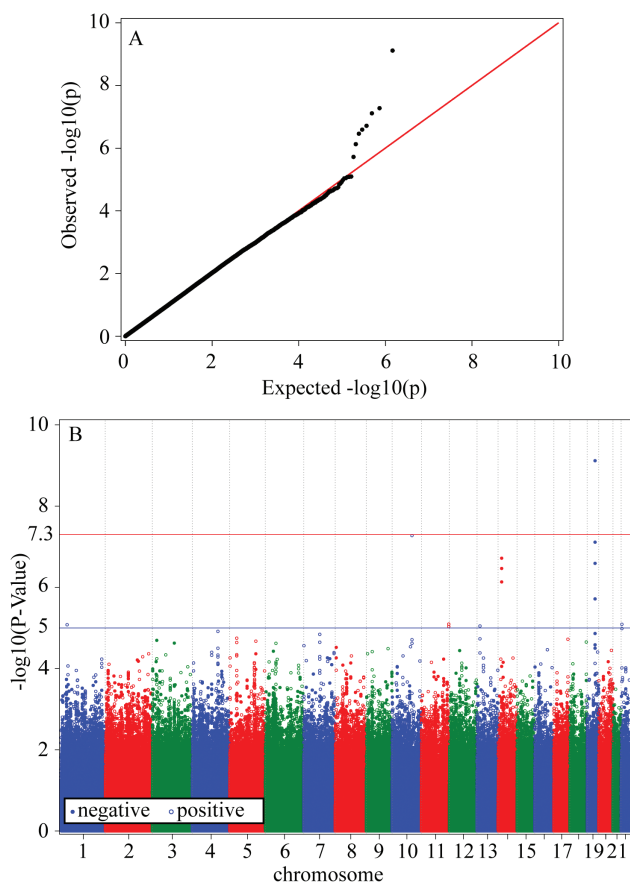 A
10
8
6
4
2
0
Observed -log10(p)
0 2 4 6 8 10
Expected -log10(p)
B
10
8
7.3
6
5
4
2
0
-log10(P-Value)
negative positive
1 2 3 4 5 6 7 8 9 10 11 12 13 15 17 19 21
chromosome